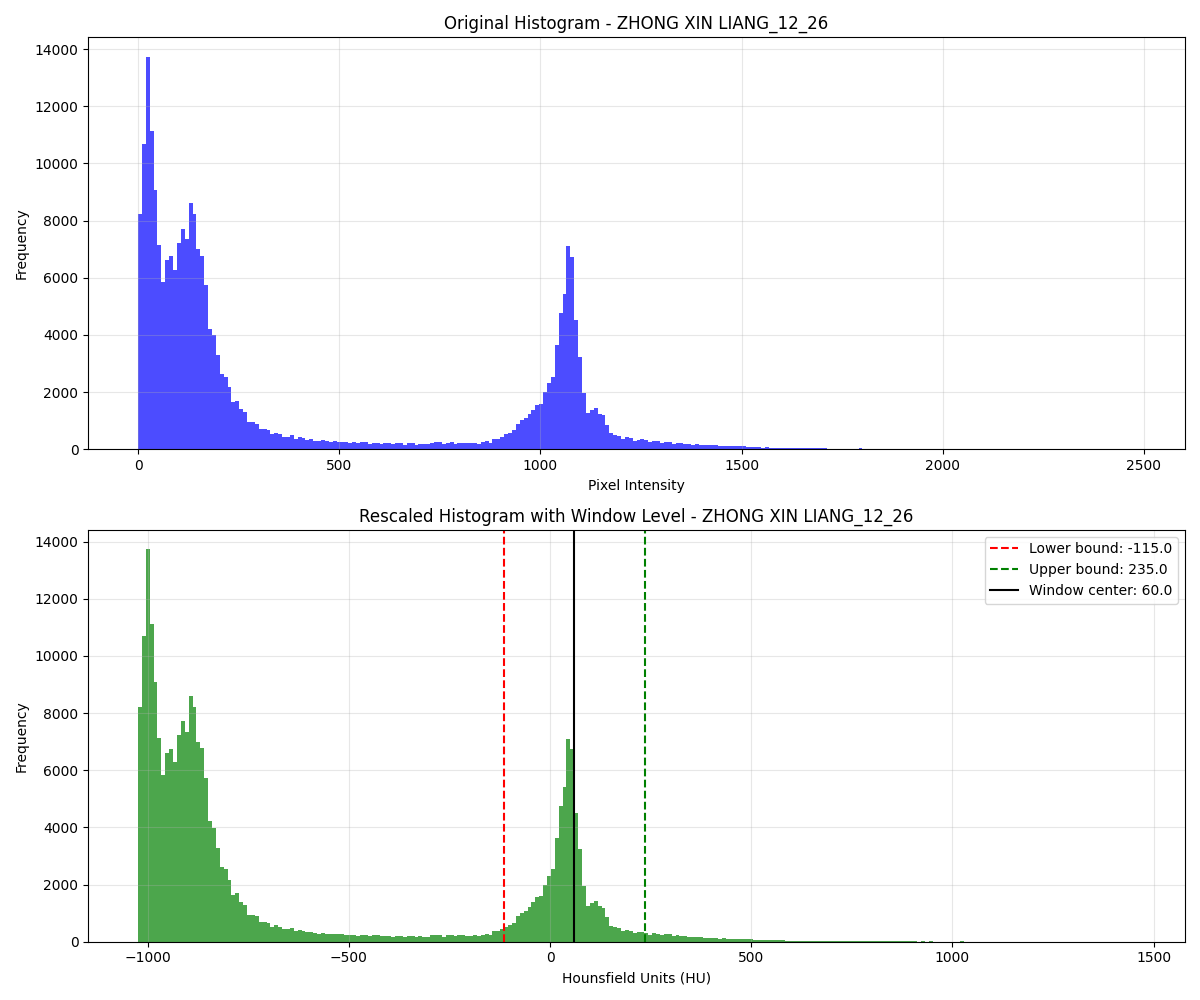 Original Histogram - ZHONG XIN LIANG_12_26
14000
12000
10000
8000
6000
4000
2000
0
Frequency
0 500 1000 1500 2000 2500
Pixel Intensity
Rescaled Histogram with Window Level - ZHONG XIN LIANG_12_26
Lower bound: -115.0
Upper bound: 235.0
Window center: 60.0
14000
12000
10000
8000
6000
4000
2000
0
Frequency
−1000 −500 0 500 1000 1500
Hounsfield Units (HU)